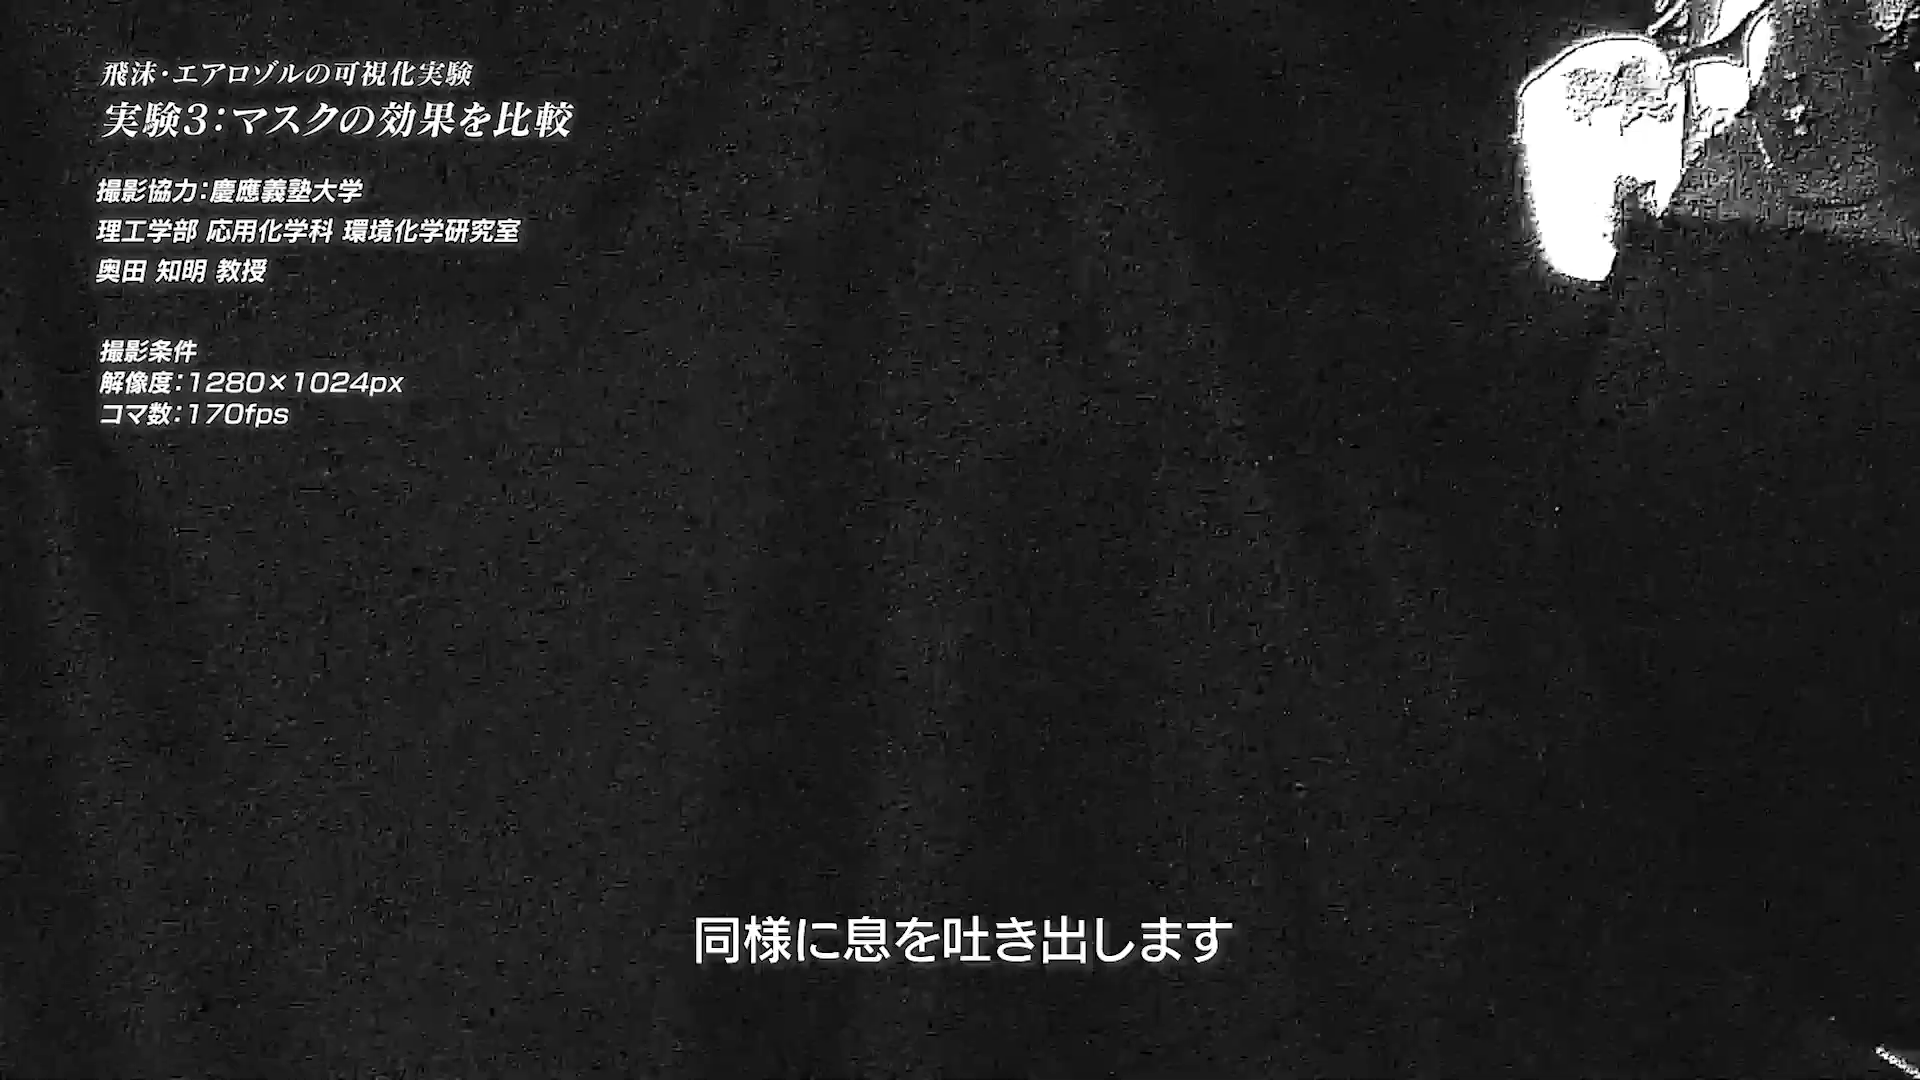 飛沫・エアロゾルの可視化実験
実験3：マスクの効果を比較
撮影協力：慶應義塾大学
理工学部 応用化学科 環境化学研究室
奥田 知明 教授
撮影条件
解像度：1280×1024px
コマ数：170fps
同様に息を吐き出します